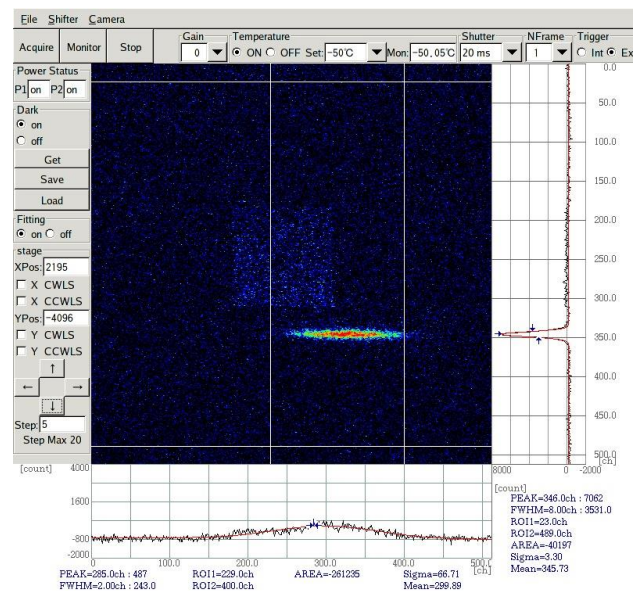 File Shifter Camera
Gain Temperature Shutter NFrame Trigger
Acquire Monitor Stop 0 ON OFF Set: -50℃ Mon: -50.05℃ 20 ms 1 Int Ex
Power Status
P1 on P2 on
Dark
on
off
Get
Save
Load
Fitting
on off
stage
XPos: 2195
X CWLS
X CCWLS
YPos: -4096
Y CWLS
Y CCWLS
↑
← →
↓
Step: 5
Step Max 20
0.0
50.0
100.0
150.0
200.0
250.0
300.0
350.0
400.0
450.0
500.0
[ch]
8000 0 -2000
[count]
[count] 4000
1600
-800
-2000
0.0 100.0 200.0 300.0 400.0 500.0
[ch]
PEAK=285.0ch : 487 ROI1=229.0ch AREA=-261235 Sigma=66.71
FWHM=2.00ch : 243.0 ROI2=400.0ch Mean=299.89
PEAK=346.0ch : 7062
FWHM=8.00ch : 3531.0
ROI1=23.0ch
ROI2=489.0ch
AREA=-40197
Sigma=3.30
Mean=345.73